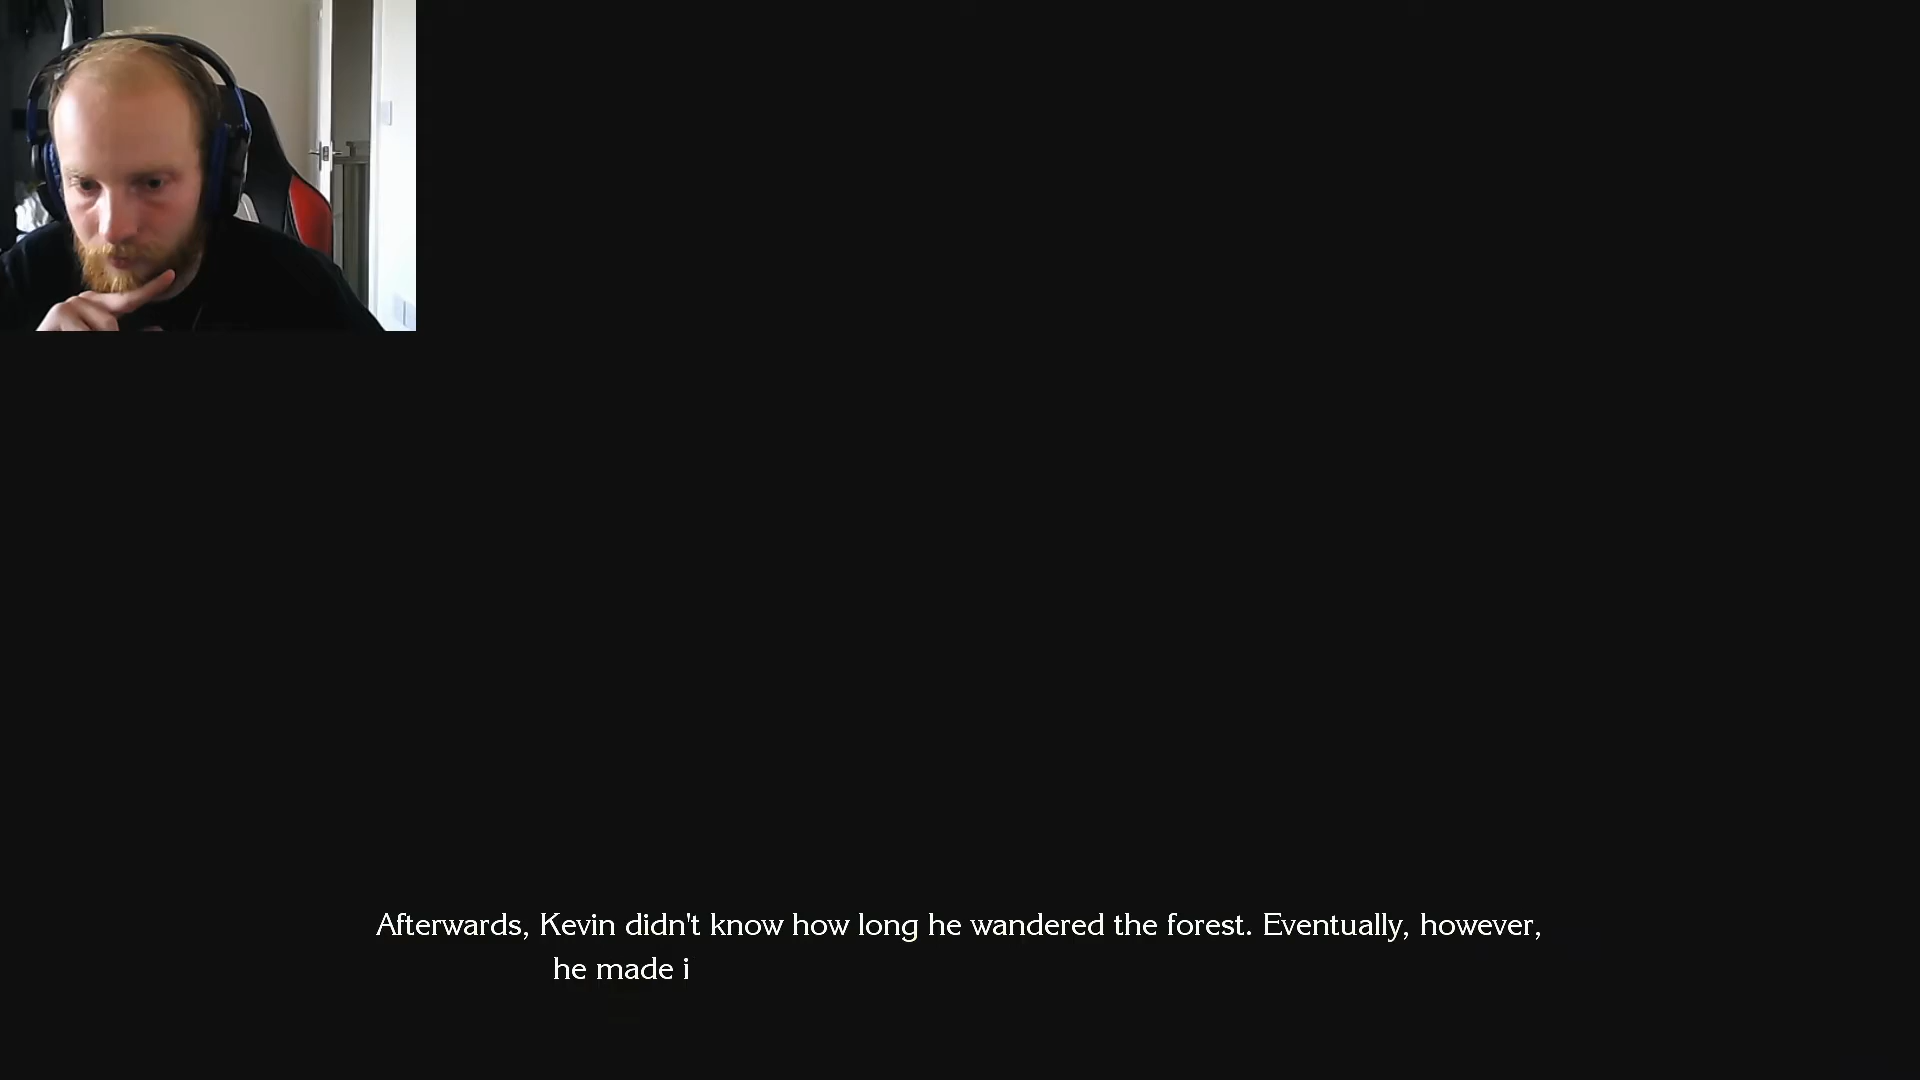 Afterwards, Kevin didn't know how long he wandered the forest. Eventually, however,
he made i